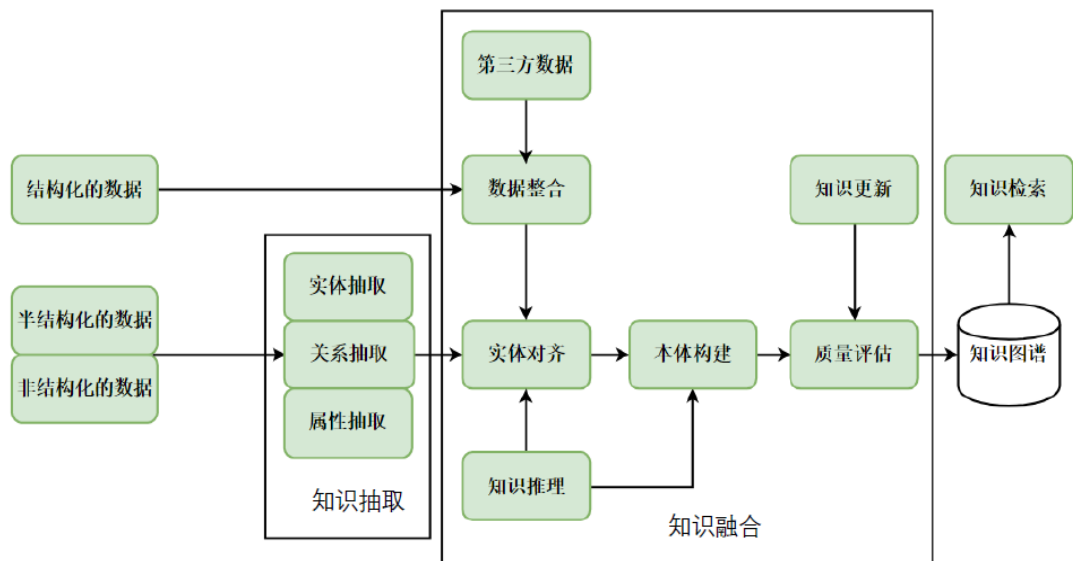 第三方数据
结构化的数据
数据整合
知识更新
知识检索
实体抽取
半结构化的数据
关系抽取
实体对齐
本体构建
质量评估
知识图谱
非结构化的数据
属性抽取
知识推理
知识抽取
知识融合